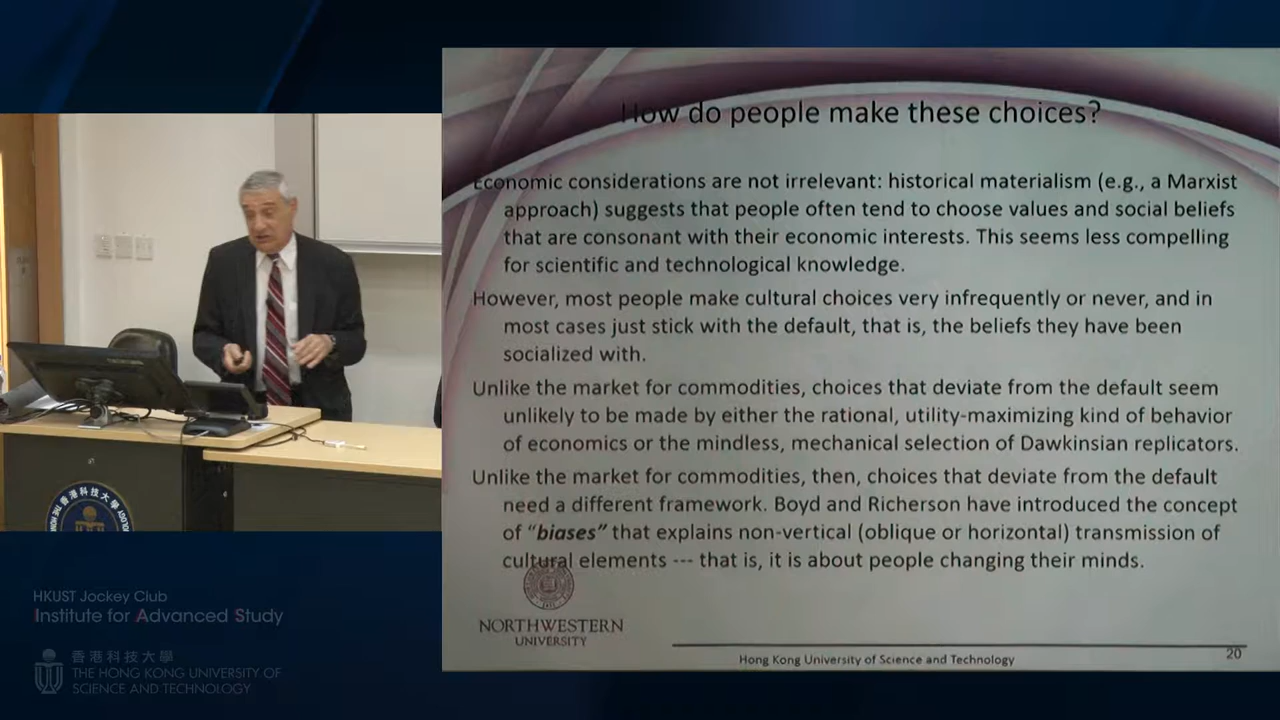 How do people make these choices?
Economic considerations are not irrelevant: historical materialism (e.g., a Marxist
approach) suggests that people often tend to choose values and social beliefs
that are consonant with their economic interests. This seems less compelling
for scientific and technological knowledge.
However, most people make cultural choices very infrequently or never, and in
most cases just stick with the default, that is, the beliefs they have been
socialized with.
Unlike the market for commodities, choices that deviate from the default seem
unlikely to be made by either the rational, utility-maximizing kind of behavior
of economics or the mindless, mechanical selection of Dawkinsian replicators.
Unlike the market for commodities, then, choices that deviate from the default
need a different framework. Boyd and Richerson have introduced the concept
of "biases" that explains non-vertical (oblique or horizontal) transmission of
cultural elements --- that is, it is about people changing their minds.
NORTHWESTERN
UNIVERSITY
Hong Kong University of Science and Technology
20
香港科技大學
HKUST Jockey Club
Institute for Advanced Study
香港科技大學
THE HONG KONG UNIVERSITY OF
SCIENCE AND TECHNOLOGY